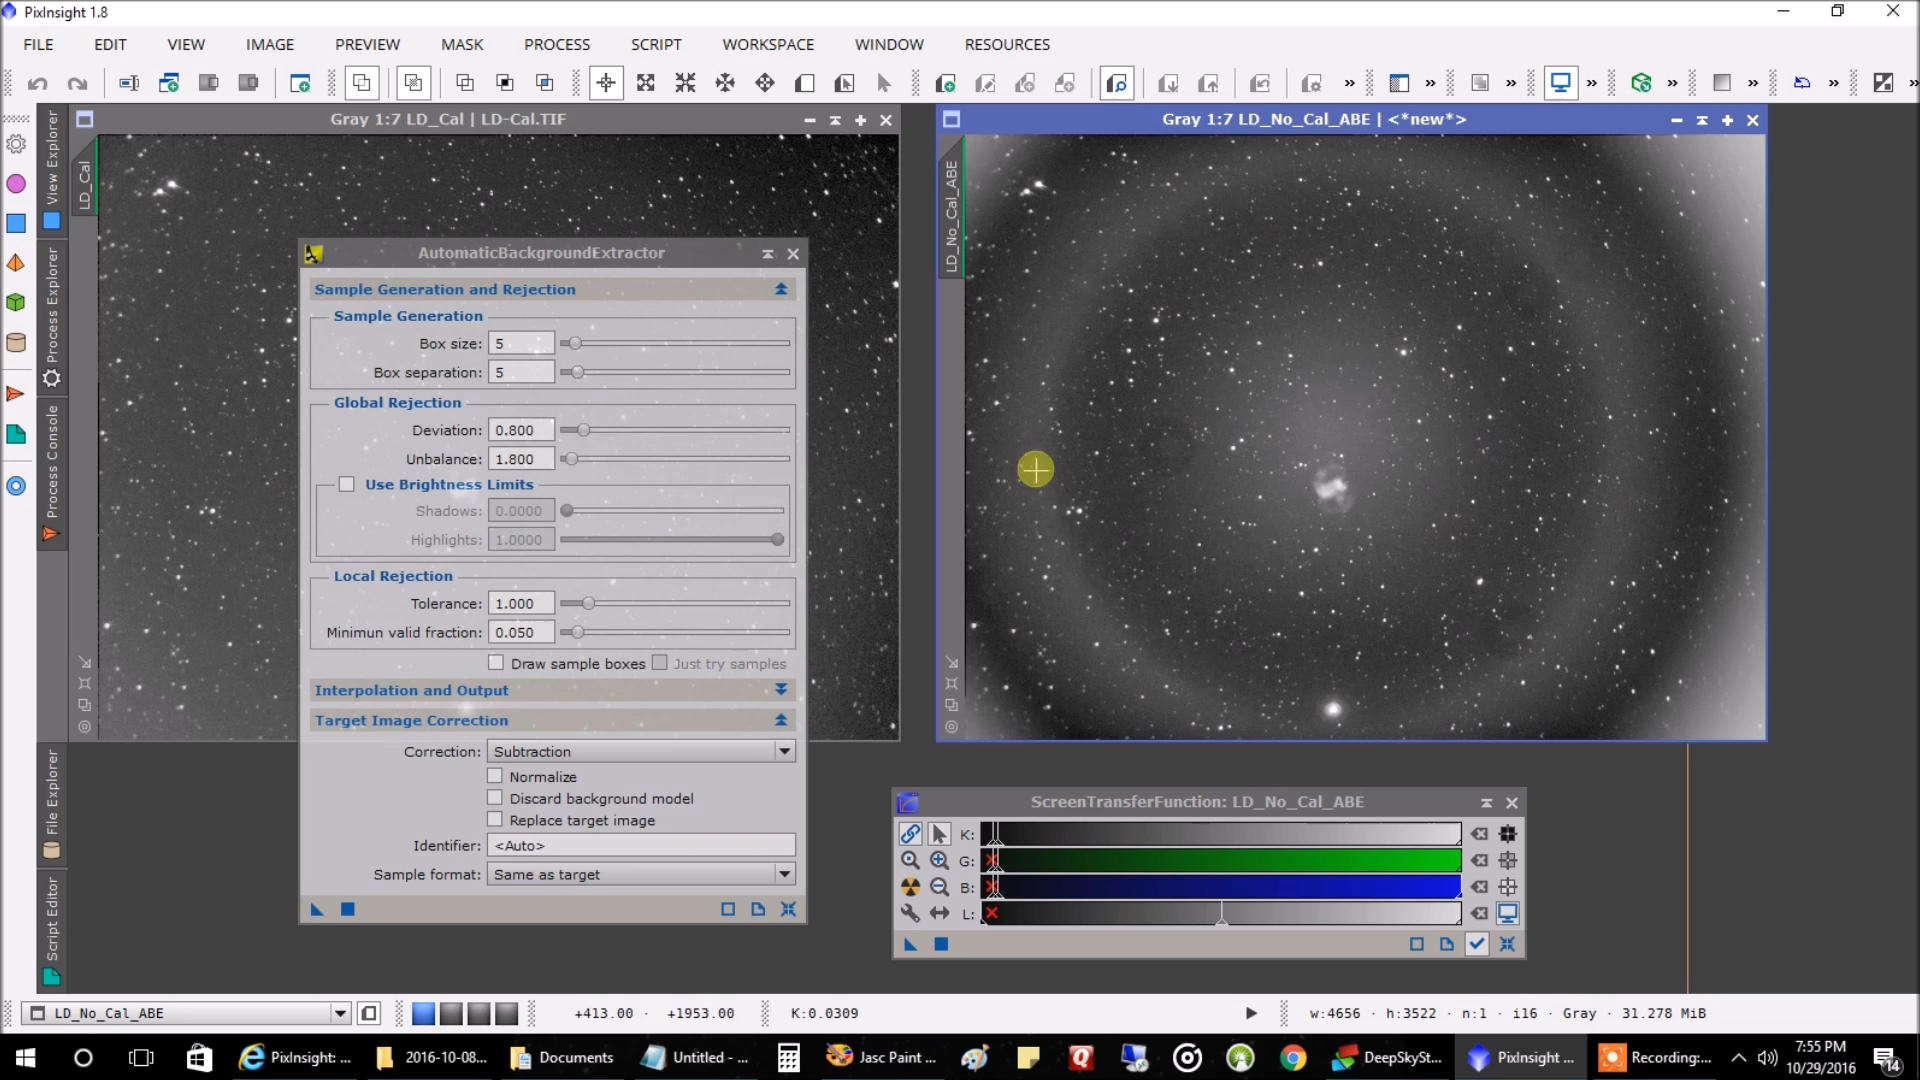 PixInsight 1.8
FILE EDIT VIEW IMAGE PREVIEW MASK PROCESS SCRIPT WORKSPACE WINDOW RESOURCES
View Explorer
Process Explorer
Process Console
File Explorer
Script Editor
Gray 1:7 LD_Cal | LD-Cal.TIF
LD_Cal
AutomaticBackgroundExtractor
Sample Generation and Rejection
Sample Generation
Box size: 5
Box separation: 5
Global Rejection
Deviation: 0.800
Unbalance: 1.800
Use Brightness Limits
Shadows: 0.0000
Highlights: 1.0000
Local Rejection
Tolerance: 1.000
Minimun valid fraction: 0.050
Draw sample boxes Just try samples
Interpolation and Output
Target Image Correction
Correction: Subtraction
Normalize
Discard background model
Replace target image
Identifier: <Auto>
Sample format: Same as target
Gray 1:7 LD_No_Cal_ABE | <*new*>
LD_No_Cal_ABE
ScreenTransferFunction: LD_No_Cal_ABE
K:
G:
B:
L:
LD_No_Cal_ABE +413.00 · +1953.00 K:0.0309 w:4656 · h:3522 · n:1 · i16 · Gray · 31.278 MiB
PixInsight: ... 2016-10-08... Documents Untitled - ... Jasc Paint ... DeepSkySt... PixInsight ... Recording:... 7:55 PM
10/29/2016 14